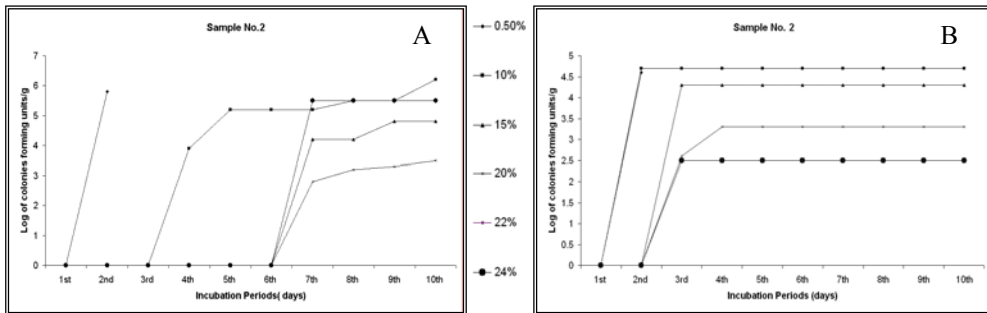 Sample No.2
A
Log of colonies forming units/g
7
6
5
4
3
2
1
0
1st 2nd 3rd 4th 5th 6th 7th 8th 9th 10th
Incubation Periods( days)
0.50%
10%
15%
20%
22%
24%
Sample No. 2
B
Log of colonies forming units/g
5
4.5
4
3.5
3
2.5
2
1.5
1
0.5
0
1st 2nd 3rd 4th 5th 6th 7th 8th 9th 10th
Incubation Periods (days)